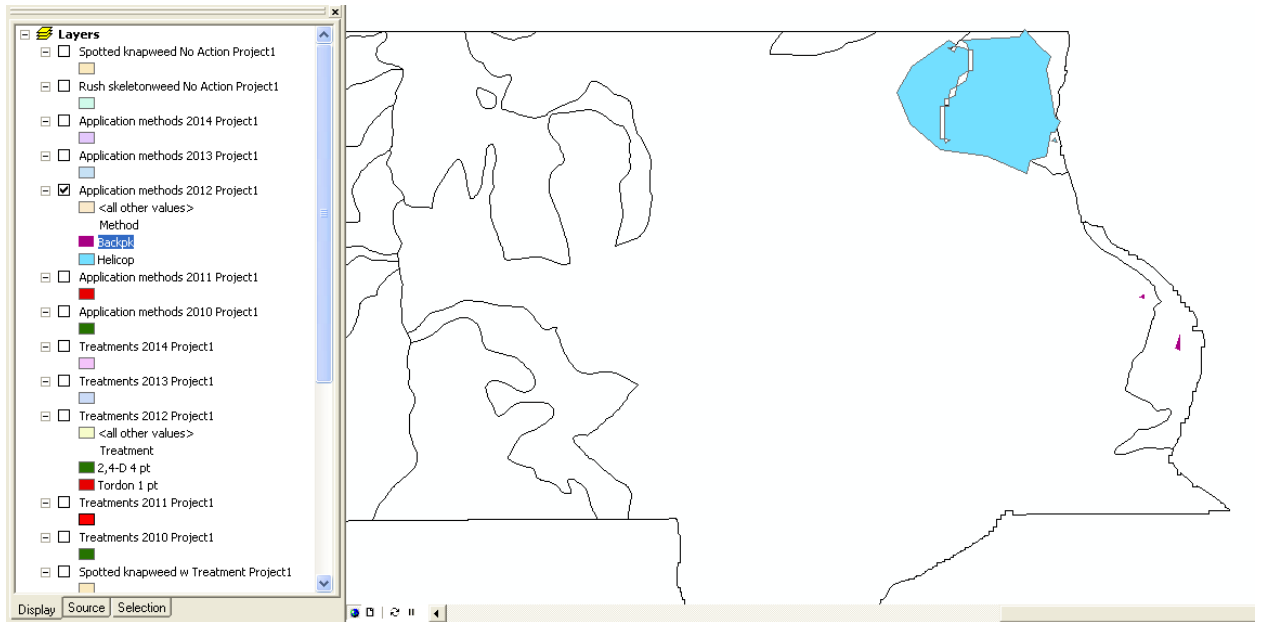 Layers
Spotted knapweed No Action Project1
Rush skeletonweed No Action Project1
Application methods 2014 Project1
Application methods 2013 Project1
Application methods 2012 Project1
<all other values>
Method
Backpk
Helicop
Application methods 2011 Project1
Application methods 2010 Project1
Treatments 2014 Project1
Treatments 2013 Project1
Treatments 2012 Project1
<all other values>
Treatment
2,4-D 4 pt
Tordon 1 pt
Treatments 2011 Project1
Treatments 2010 Project1
Spotted knapweed w Treatment Project1
Display Source Selection